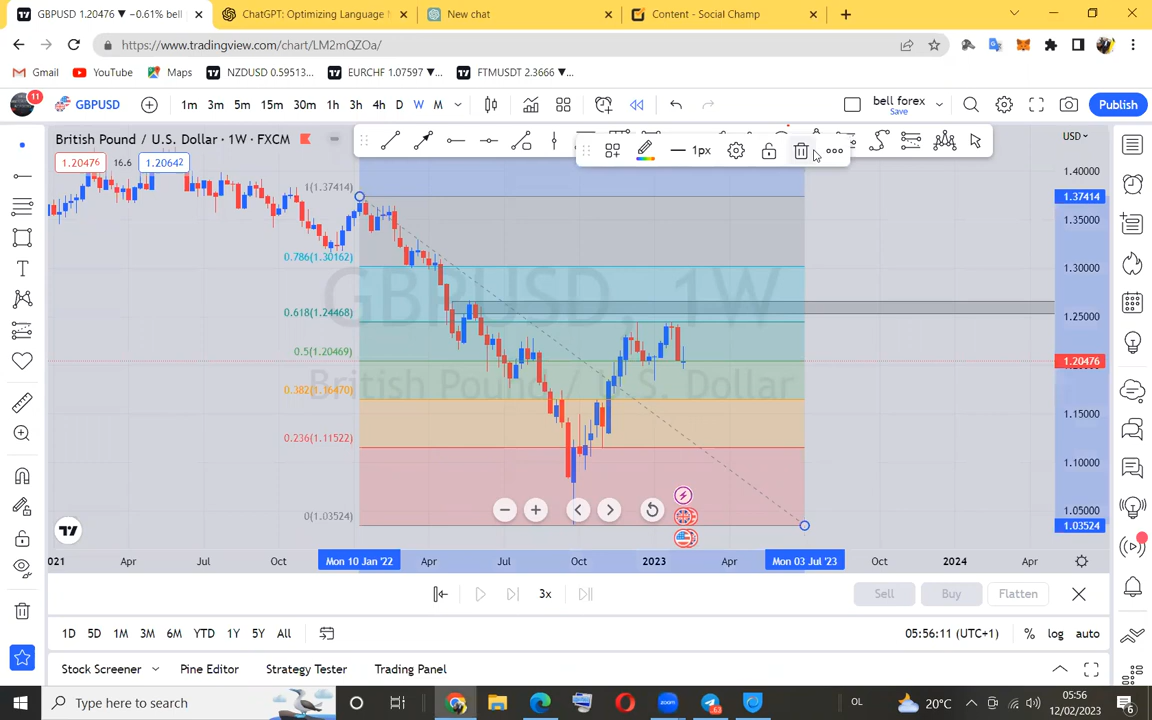 GBPUSD 1.20476 ▼ −0.61% bell
ChatGPT: Optimizing Language
New chat
Content - Social Champ
https://www.tradingview.com/chart/LM2mQZOa/
Gmail
YouTube
Maps
NZDUSD 0.59513...
EURCHF 1.07597 ▼...
FTMUSDT 2.3666 ▼...
11
GBPUSD
1m 3m 5m 15m 30m 1h 3h 4h D W M
bell forex
Save
Publish
British Pound / U.S. Dollar · 1W · FXCM
USD
1.20476 16.6 1.20642
1px
1.40000
1(1.37414)
1.37414
1.35000
0.786(1.30162)
1.30000
GBPUSD, 1W
0.618(1.24468)
1.25000
0.5(1.20469)
1.20476
British Pound / U.S. Dollar
0.382(1.16470)
1.15000
0.236(1.11522)
1.10000
0(1.03524)
1.05000
1.03524
2021 Apr Jul Oct Mon 10 Jan '22 Apr Jul Oct 2023 Apr Mon 03 Jul '23 Oct 2024 Apr
3x
Sell
Buy
Flatten
1D 5D 1M 3M 6M YTD 1Y 5Y All
05:56:11 (UTC+1)
% log auto
Stock Screener
Pine Editor
Strategy Tester
Trading Panel
Type here to search
zoom
OL
20°C
05:56
12/02/2023
6